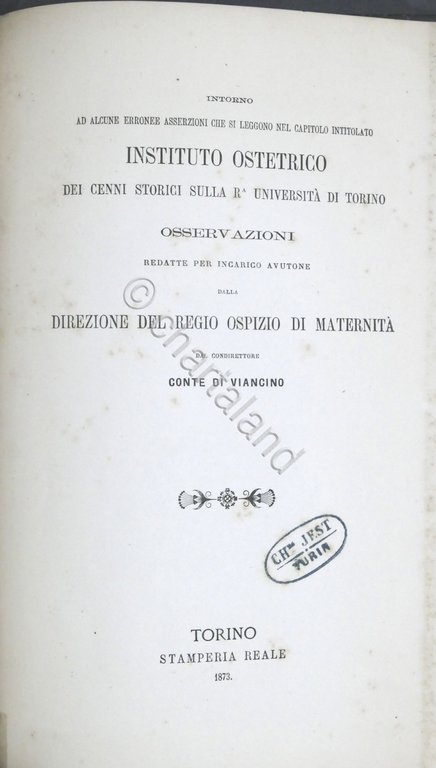 INTORNO
AD ALCUNE ERRONEE ASSERZIONI CHE SI LEGGONO NEL CAPITOLO INTITOLATO
INSTITUTO OSTETRICO
DEI CENNI STORICI SULLA Rᴬ UNIVERSITÀ DI TORINO
OSSERVAZIONI
REDATTE PER INCARICO AVUTONE
DALLA
DIREZIONE DEL REGIO OSPIZIO DI MATERNITÀ
DAL CONDIRETTORE
CONTE DI VIANCINO
© chartaland
CHᵉˢ JEST
TURIN
TORINO
STAMPERIA REALE
1873.